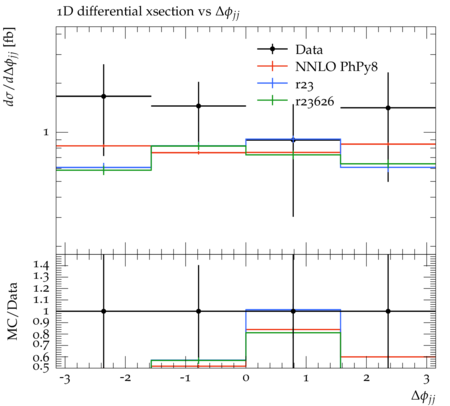 1D differential xsection vs Δϕjj
dσ/dΔϕjj [fb]
Data
NNLO PhPy8
r23
r23626
1
MC/Data
1.4
1.3
1.2
1.1
1
0.9
0.8
0.7
0.6
0.5
-3 -2 -1 0 1 2 3
Δϕjj